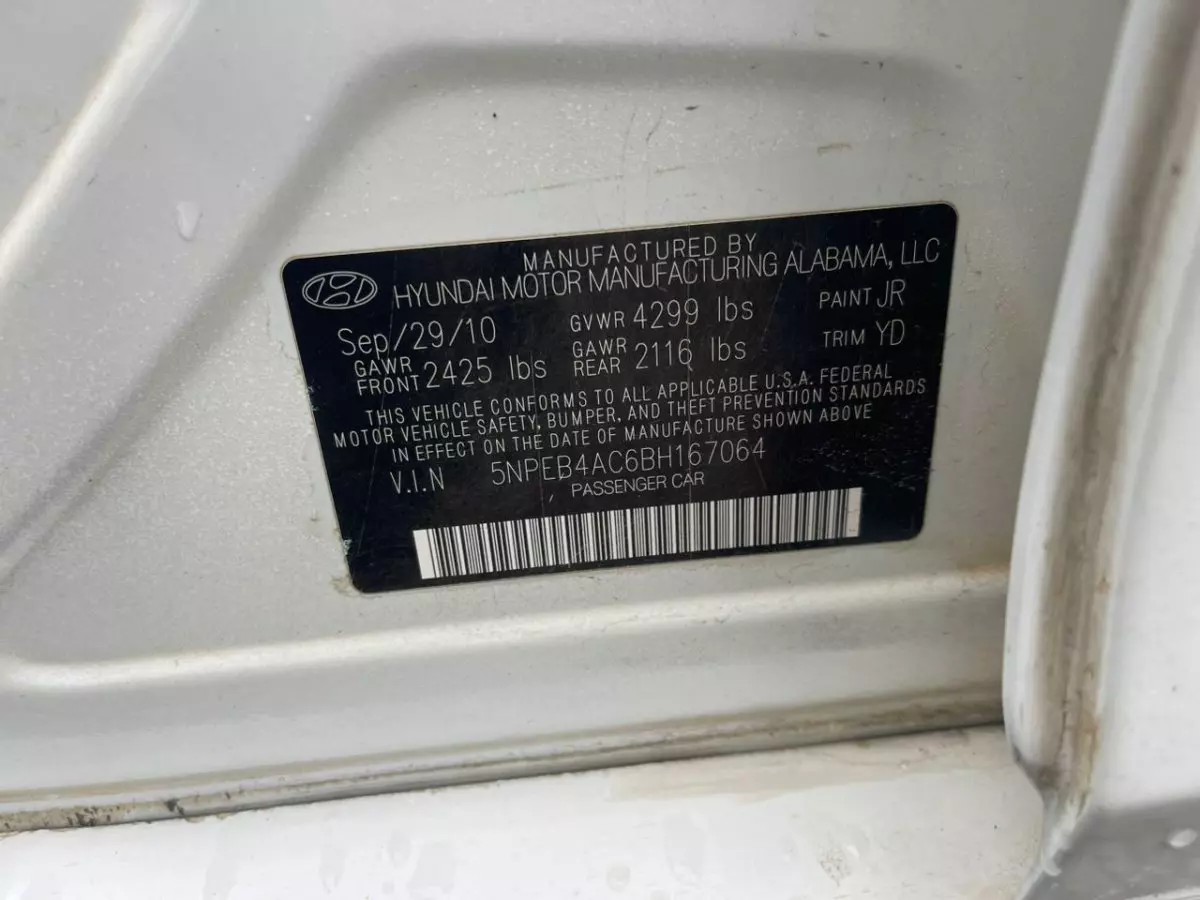 MANUFACTURED BY
HYUNDAI MOTOR MANUFACTURING ALABAMA, LLC
Sep/29/10 GVWR 4299 lbs PAINT JR
GAWR FRONT 2425 lbs GAWR REAR 2116 lbs TRIM YD
THIS VEHICLE CONFORMS TO ALL APPLICABLE U.S.A. FEDERAL
MOTOR VEHICLE SAFETY, BUMPER, AND THEFT PREVENTION STANDARDS
IN EFFECT ON THE DATE OF MANUFACTURE SHOWN ABOVE
V.I.N 5NPEB4AC6BH167064
PASSENGER CAR